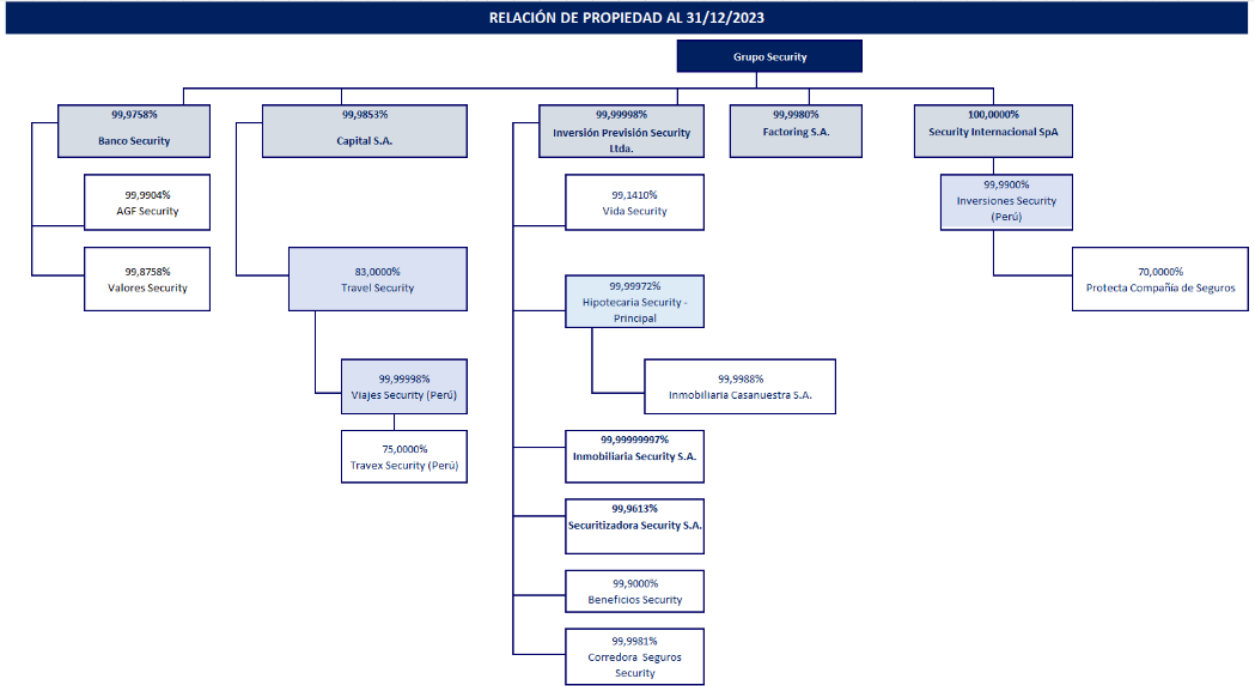 RELACIÓN DE PROPIEDAD AL 31/12/2023
Grupo Security
99,9758%
Banco Security
99,9904%
AGF Security
99,8758%
Valores Security
99,9853%
Capital S.A.
83,0000%
Travel Security
99,99998%
Viajes Security (Perú)
75,0000%
Travex Security (Perú)
99,99998%
Inversión Previsión Security
Ltda.
99,1410%
Vida Security
99,99972%
Hipotecaria Security -
Principal
99,9988%
Inmobiliaria Casanuestra S.A.
99,99999997%
Inmobiliaria Security S.A.
99,9613%
Securitizadora Security S.A.
99,9000%
Beneficios Security
99,9981%
Corredora Seguros
Security
99,9980%
Factoring S.A.
100,0000%
Security Internacional SpA
99,9900%
Inversiones Security
(Perú)
70,0000%
Protecta Compañía de Seguros